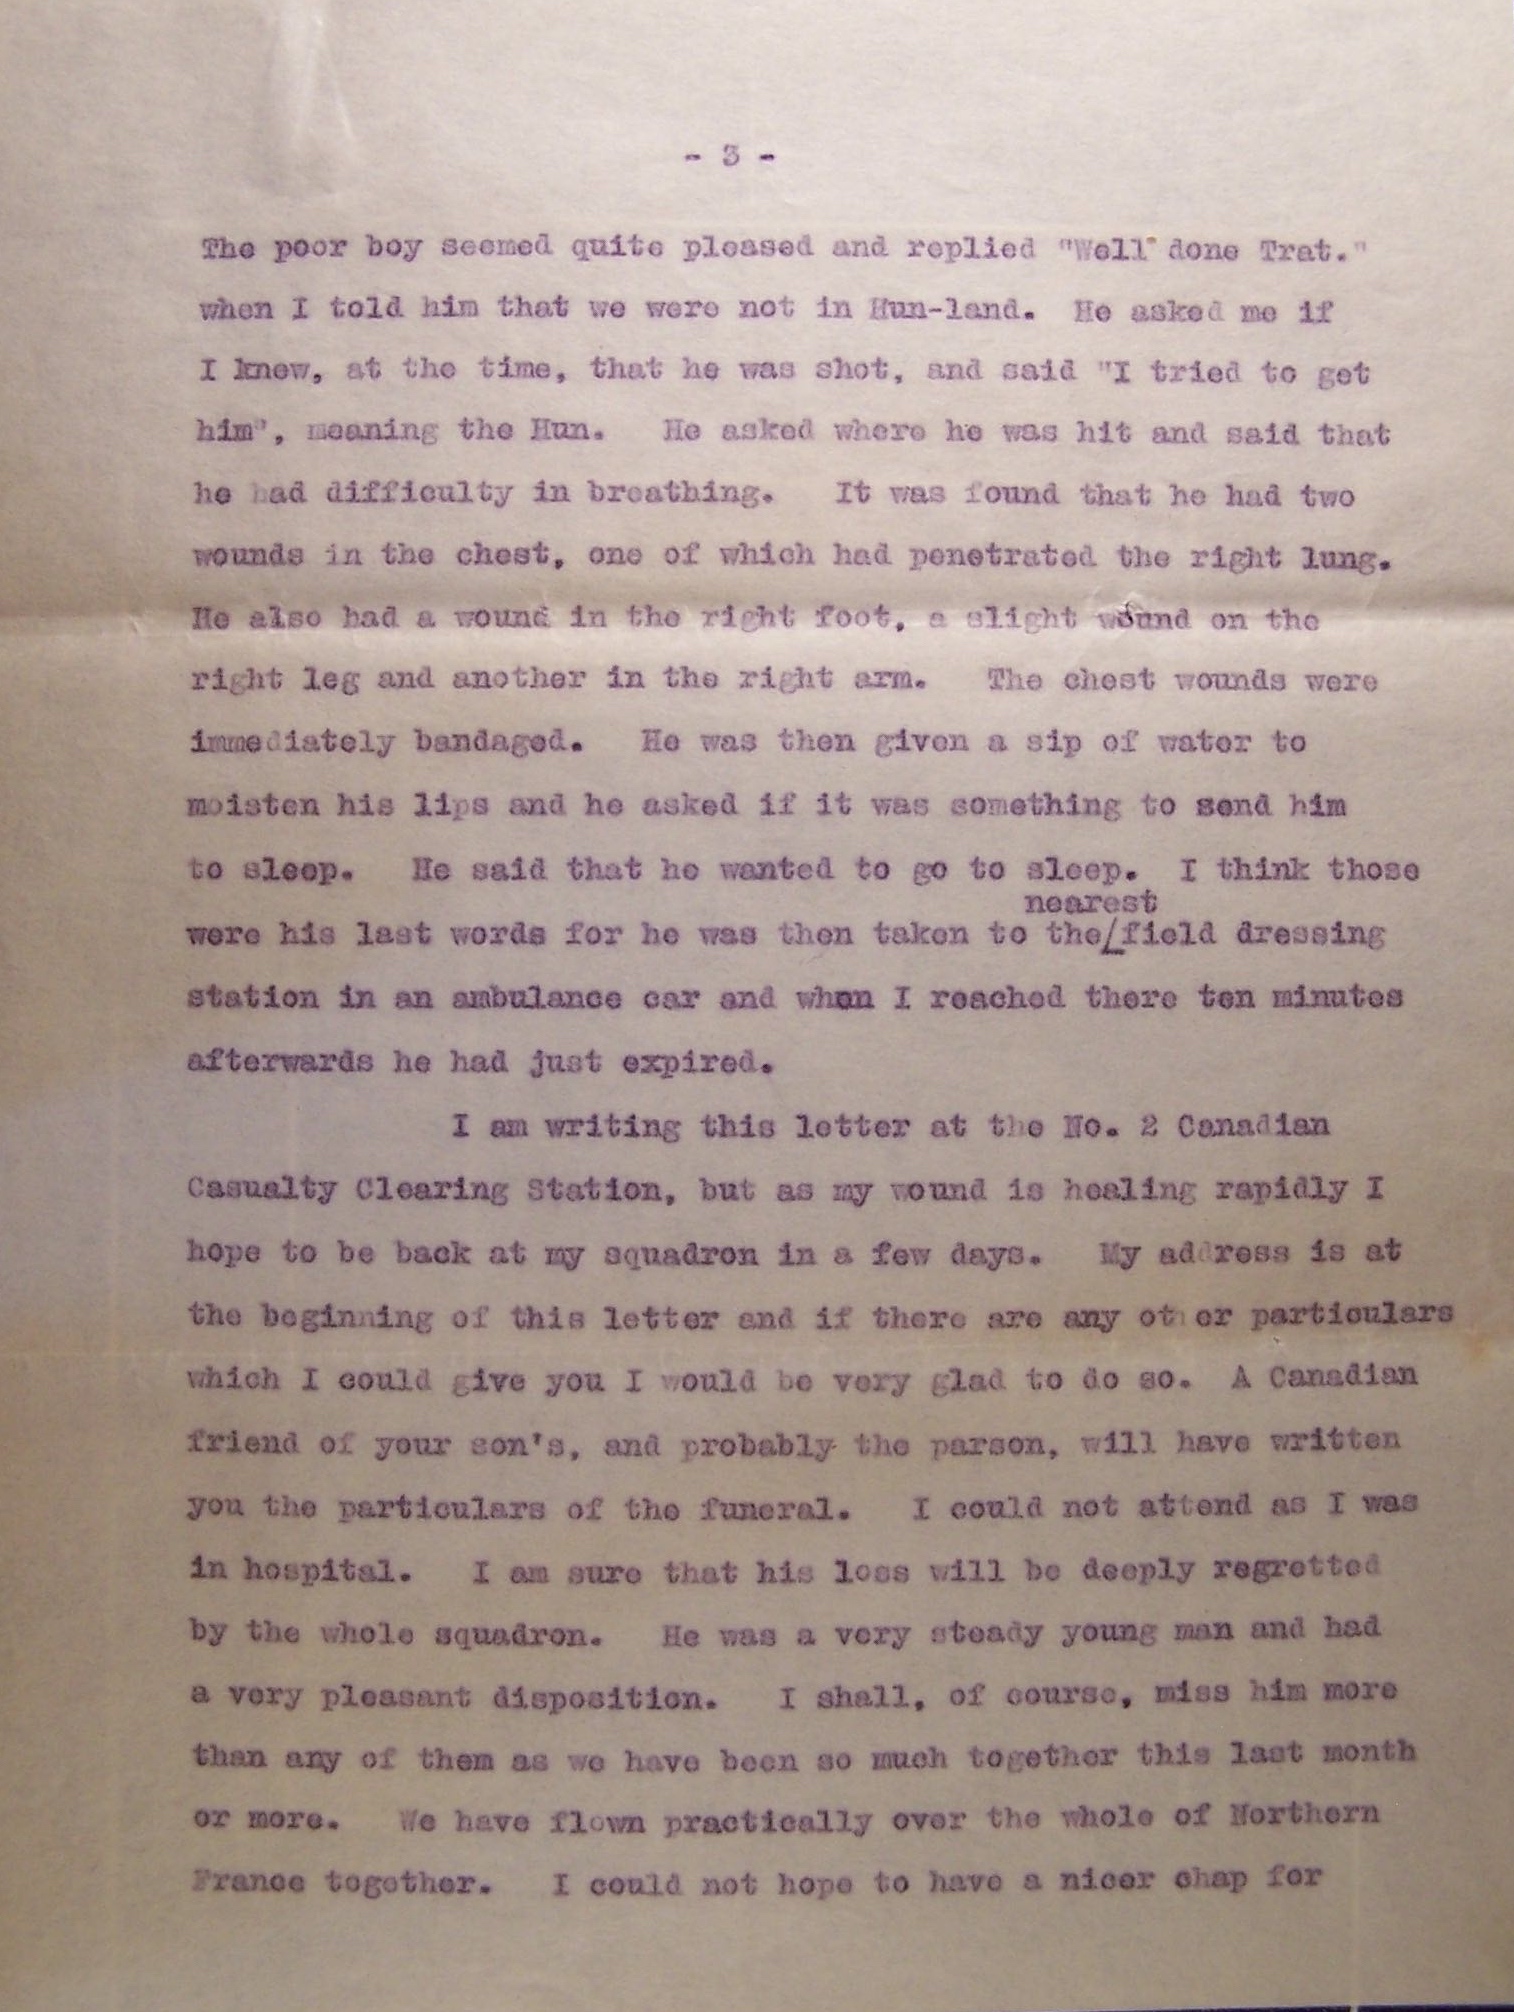 - 3 -
The poor boy seemed quite pleased and replied "Well done Trat."
when I told him that we were not in Hun-land. He asked me if
I knew, at the time, that he was shot, and said "I tried to get
him", meaning the Hun. He asked where he was hit and said that
he had difficulty in breathing. It was found that he had two
wounds in the chest, one of which had penetrated the right lung.
He also had a wound in the right foot, a slight wound on the
right leg and another in the right arm. The chest wounds were
immediately bandaged. He was then given a sip of water to
moisten his lips and he asked if it was something to send him
to sleep. He said that he wanted to go to sleep. I think those
nearest
were his last words for he was then taken to the/field dressing
station in an ambulance car and when I reached there ten minutes
afterwards he had just expired.
I am writing this letter at the No. 2 Canadian
Casualty Clearing Station, but as my wound is healing rapidly I
hope to be back at my squadron in a few days. My address is at
the beginning of this letter and if there are any other particulars
which I could give you I would be very glad to do so. A Canadian
friend of your son's, and probably the parson, will have written
you the particulars of the funeral. I could not attend as I was
in hospital. I am sure that his loss will be deeply regretted
by the whole squadron. He was a very steady young man and had
a very pleasant disposition. I shall, of course, miss him more
than any of them as we have been so much together this last month
or more. We have flown practically over the whole of Northern
France together. I could not hope to have a nicer chap for